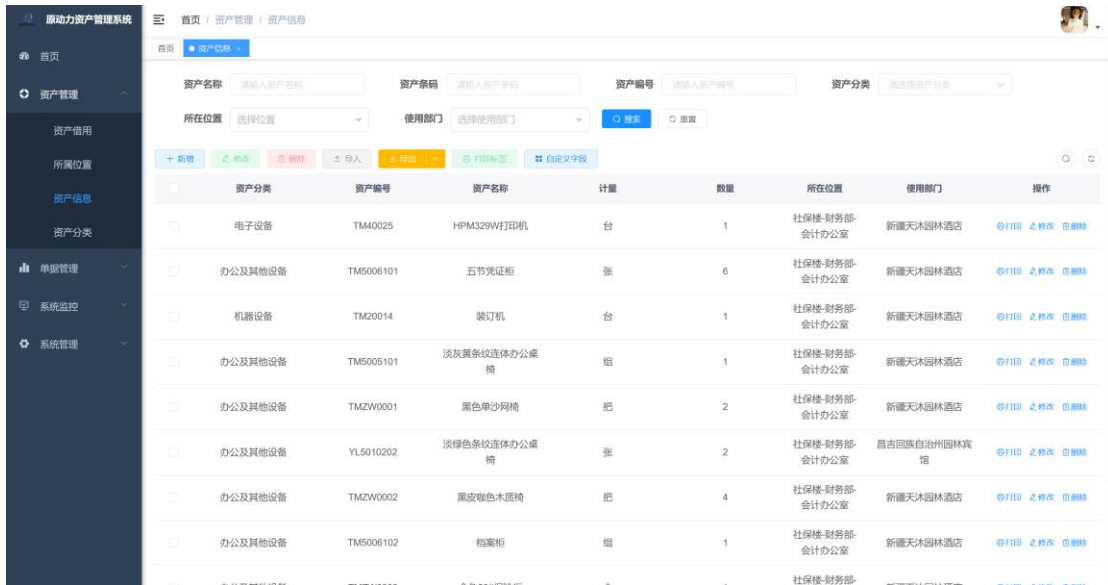 原动力资产管理系统
首页 / 资产管理 / 资产信息
首页
资产信息 ×
首页
资产管理
资产借用
所属位置
资产信息
资产分类
单据管理
系统监控
系统管理
资产名称 请输入资产名称 资产条码 请输入资产条码 资产编号 请输入资产编号 资产分类 请选择资产分类
所在位置 选择位置 使用部门 选择使用部门 搜索 重置
+ 新增 修改 删除 导入 导出 打印标签 自定义字段
资产分类 资产编号 资产名称 计量 数量 所在位置 使用部门 操作
电子设备 TM40025 HPM329W打印机 台 1 社保楼-财务部-会计办公室 新疆天沐园林酒店 打印 修改 删除
办公及其他设备 TM5006101 五节凭证柜 张 6 社保楼-财务部-会计办公室 新疆天沐园林酒店 打印 修改 删除
机器设备 TM20014 装订机 台 1 社保楼-财务部-会计办公室 新疆天沐园林酒店 打印 修改 删除
办公及其他设备 TM5005101 淡灰黄条纹连体办公桌椅 组 1 社保楼-财务部-会计办公室 新疆天沐园林酒店 打印 修改 删除
办公及其他设备 TMZW0001 黑色单沙网椅 把 2 社保楼-财务部-会计办公室 新疆天沐园林酒店 打印 修改 删除
办公及其他设备 YL5010202 淡绿色条纹连体办公桌椅 张 2 社保楼-财务部-会计办公室 昌吉回族自治州园林宾馆 打印 修改 删除
办公及其他设备 TMZW0002 黑皮咖色木质椅 把 4 社保楼-财务部-会计办公室 新疆天沐园林酒店 打印 修改 删除
办公及其他设备 TM5006102 档案柜 组 1 社保楼-财务部-会计办公室 新疆天沐园林酒店 打印 修改 删除
社保楼-财务部-